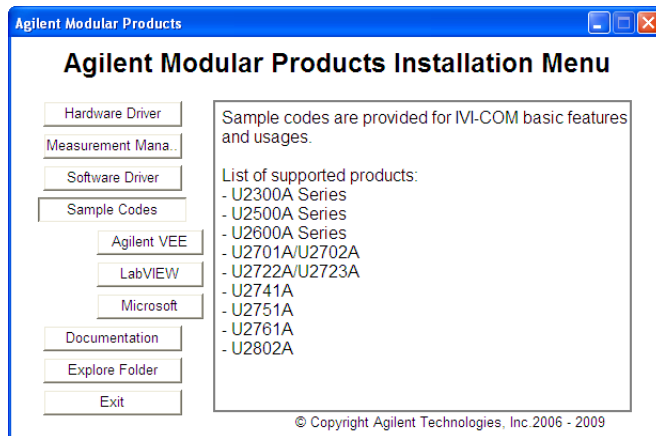 Agilent Modular Products
Agilent Modular Products Installation Menu
Hardware Driver
Measurement Mana..
Software Driver
Sample Codes
Agilent VEE
LabVIEW
Microsoft
Documentation
Explore Folder
Exit
Sample codes are provided for IVI-COM basic features
and usages.
List of supported products:
- U2300A Series
- U2500A Series
- U2600A Series
- U2701A/U2702A
- U2722A/U2723A
- U2741A
- U2751A
- U2761A
- U2802A
© Copyright Agilent Technologies, Inc.2006 - 2009